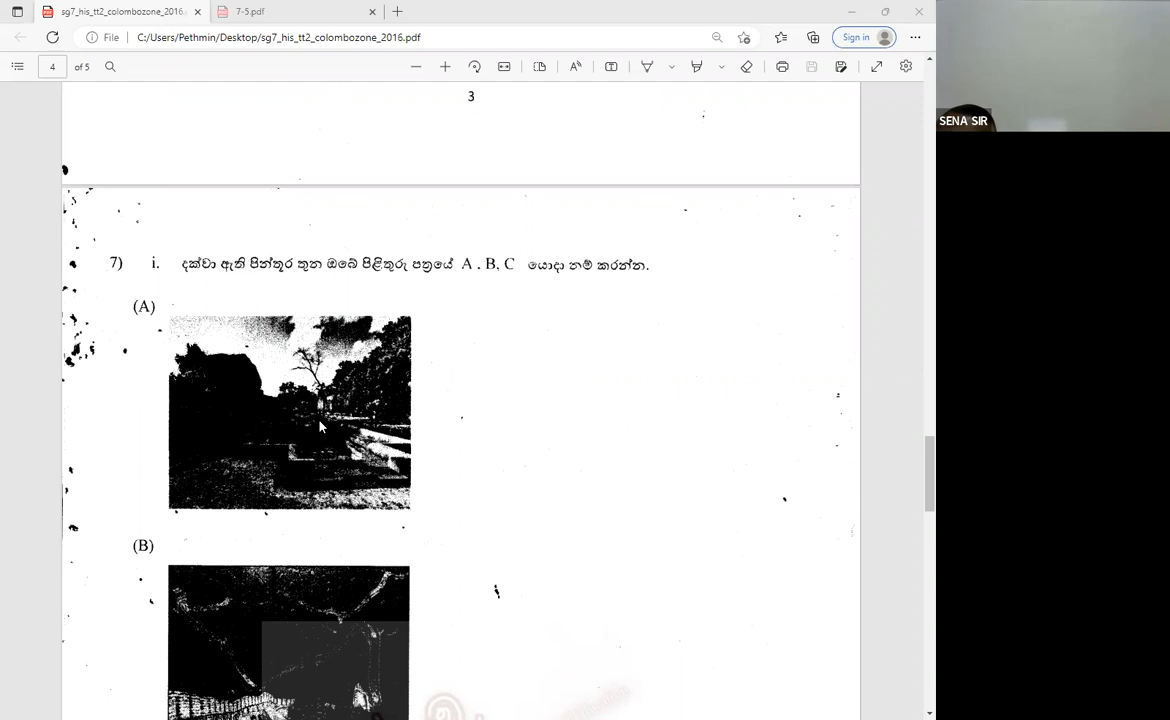 sg7_his_tt2_colombozone_2016.
7-5.pdf
File
C:/Users/Pethmin/Desktop/sg7_his_tt2_colombozone_2016.pdf
Sign in
4 of 5
SENA SIR
3
7) i. දක්වා ඇති පින්තූර තුන ඔබේ පිළිතුරු පත්‍රයේ A . B, C යොදා නම් කරන්න.
(A)
(B)